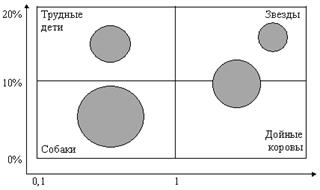 20%
Трудные
дети
Звезды
10%
Собаки
Дойные
коровы
0%
0,1
1